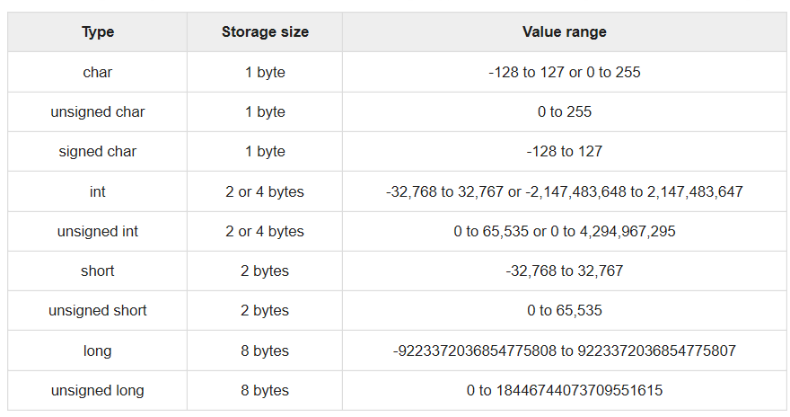 Type Storage size Value range
char 1 byte -128 to 127 or 0 to 255
unsigned char 1 byte 0 to 255
signed char 1 byte -128 to 127
int 2 or 4 bytes -32,768 to 32,767 or -2,147,483,648 to 2,147,483,647
unsigned int 2 or 4 bytes 0 to 65,535 or 0 to 4,294,967,295
short 2 bytes -32,768 to 32,767
unsigned short 2 bytes 0 to 65,535
long 8 bytes -9223372036854775808 to 9223372036854775807
unsigned long 8 bytes 0 to 18446744073709551615